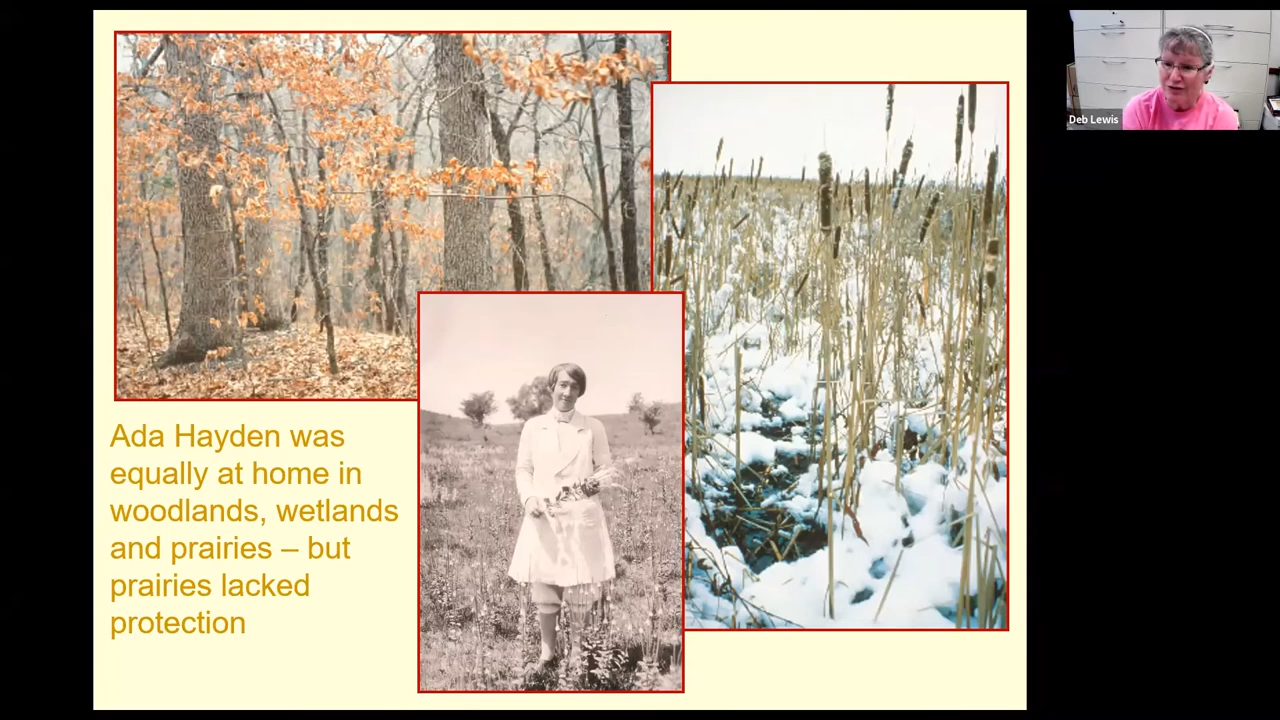 Deb Lewis
Ada Hayden was
equally at home in
woodlands, wetlands
and prairies – but
prairies lacked
protection